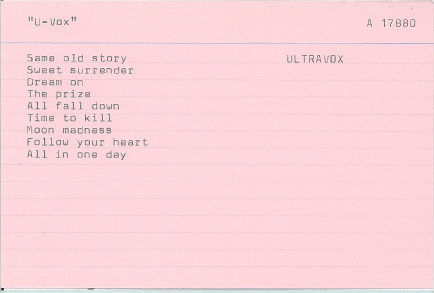 "U-Vox" A 17880
Same old story ULTRAVOX
Sweet surrender
Dream on
The prize
All fall down
Time to kill
Moon madness
Follow your heart
All in one day